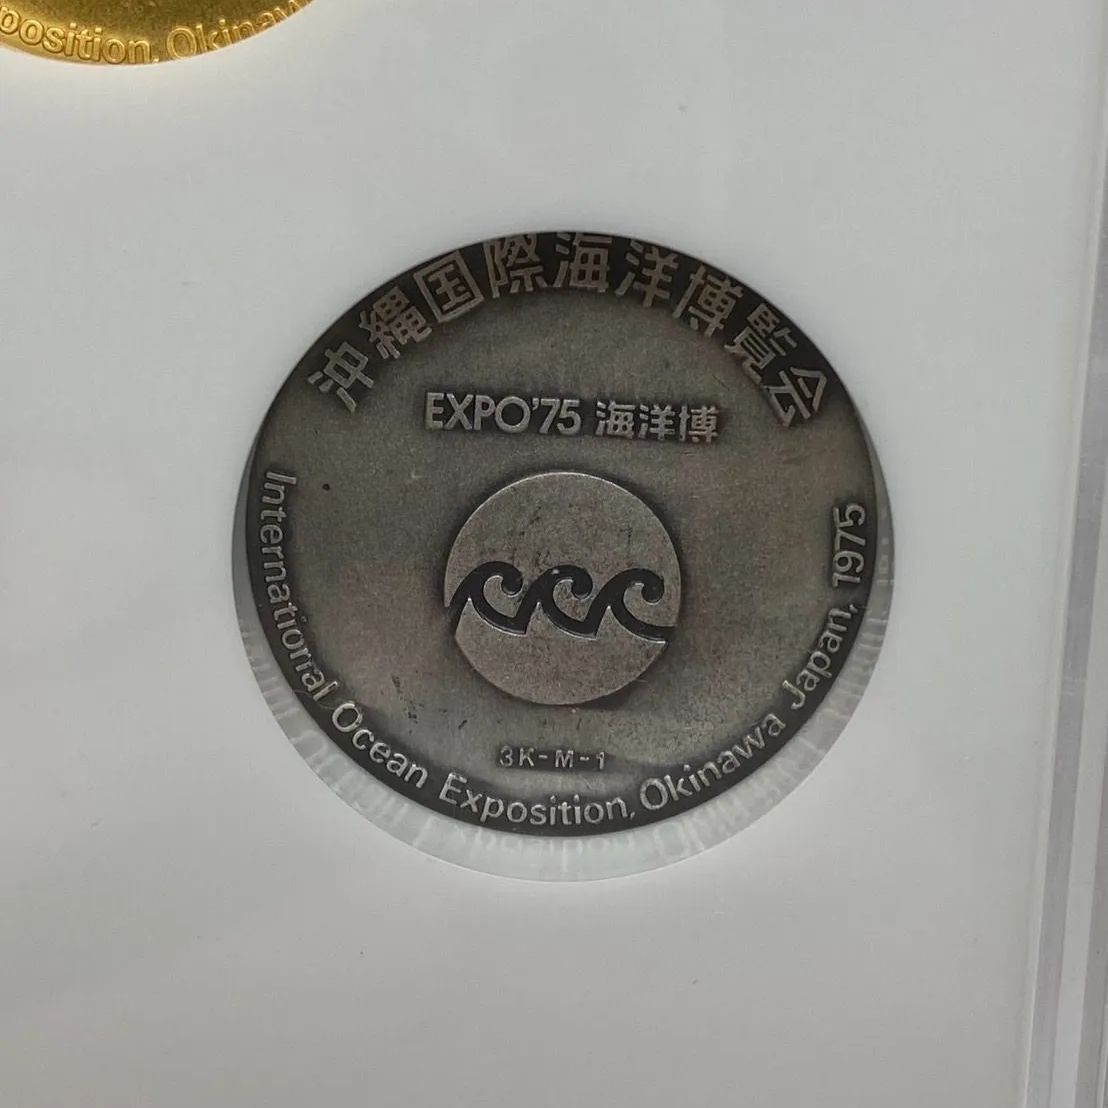 position, Okinaw
沖縄国際海洋博覧会
EXPO'75 海洋博
3K-M-1
International Ocean Exposition, Okinawa Japan, 1975